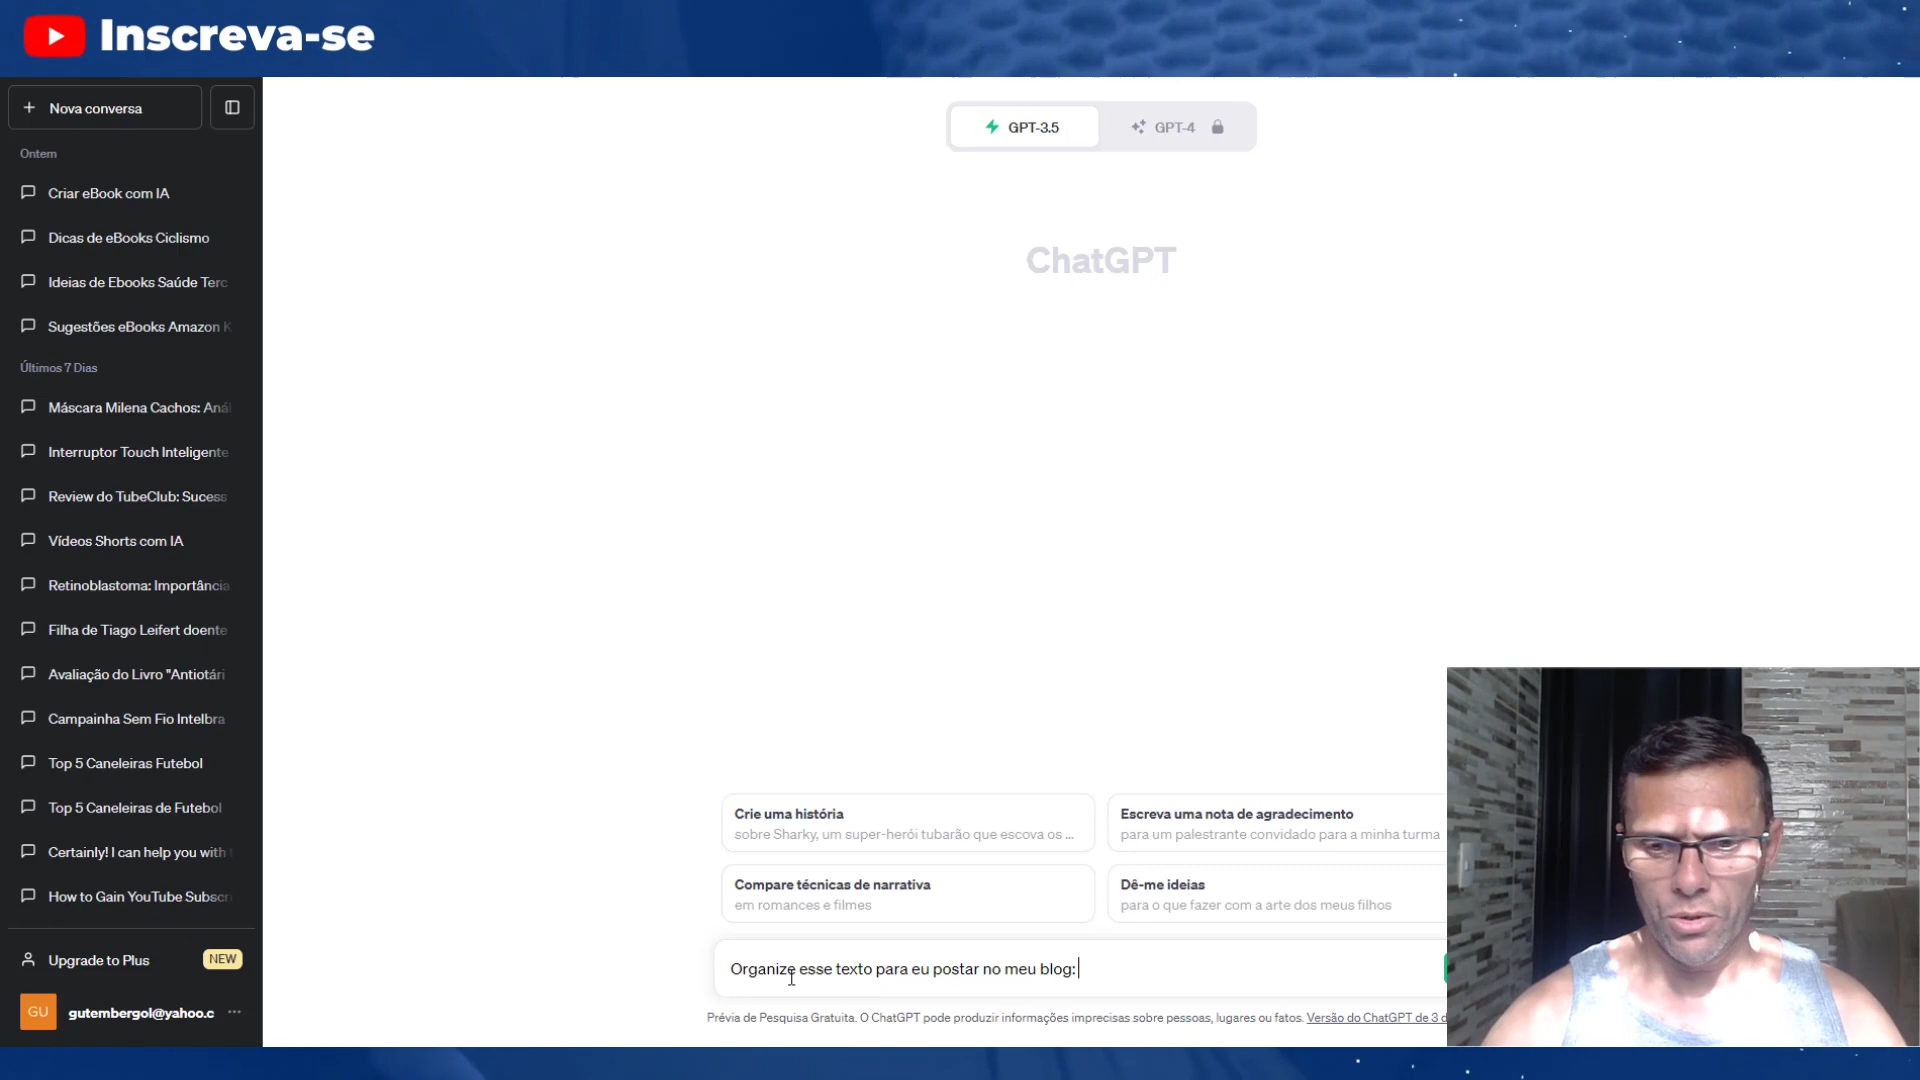 Inscreva-se
Nova conversa
Ontem
Criar eBook com IA
Dicas de eBooks Ciclismo
Ideias de Ebooks Saúde Terc
Sugestões eBooks Amazon K
Últimos 7 Dias
Máscara Milena Cachos: Aná
Interruptor Touch Inteligente
Review do TubeClub: Sucess
Vídeos Shorts com IA
Retinoblastoma: Importância
Filha de Tiago Leifert doente
Avaliação do Livro "Antiotári
Campainha Sem Fio Intelbra
Top 5 Caneleiras Futebol
Top 5 Caneleiras de Futebol
Certainly! I can help you with
How to Gain YouTube Subscr
Upgrade to Plus NEW
GU gutembergol@yahoo.c
GPT-3.5 GPT-4
ChatGPT
Crie uma história
sobre Sharky, um super-herói tubarão que escova os ...
Escreva uma nota de agradecimento
para um palestrante convidado para a minha turma
Compare técnicas de narrativa
em romances e filmes
Dê-me ideias
para o que fazer com a arte dos meus filhos
Organize esse texto para eu postar no meu blog:
Prévia de Pesquisa Gratuita. O ChatGPT pode produzir informações imprecisas sobre pessoas, lugares ou fatos. Versão do ChatGPT de 3 d